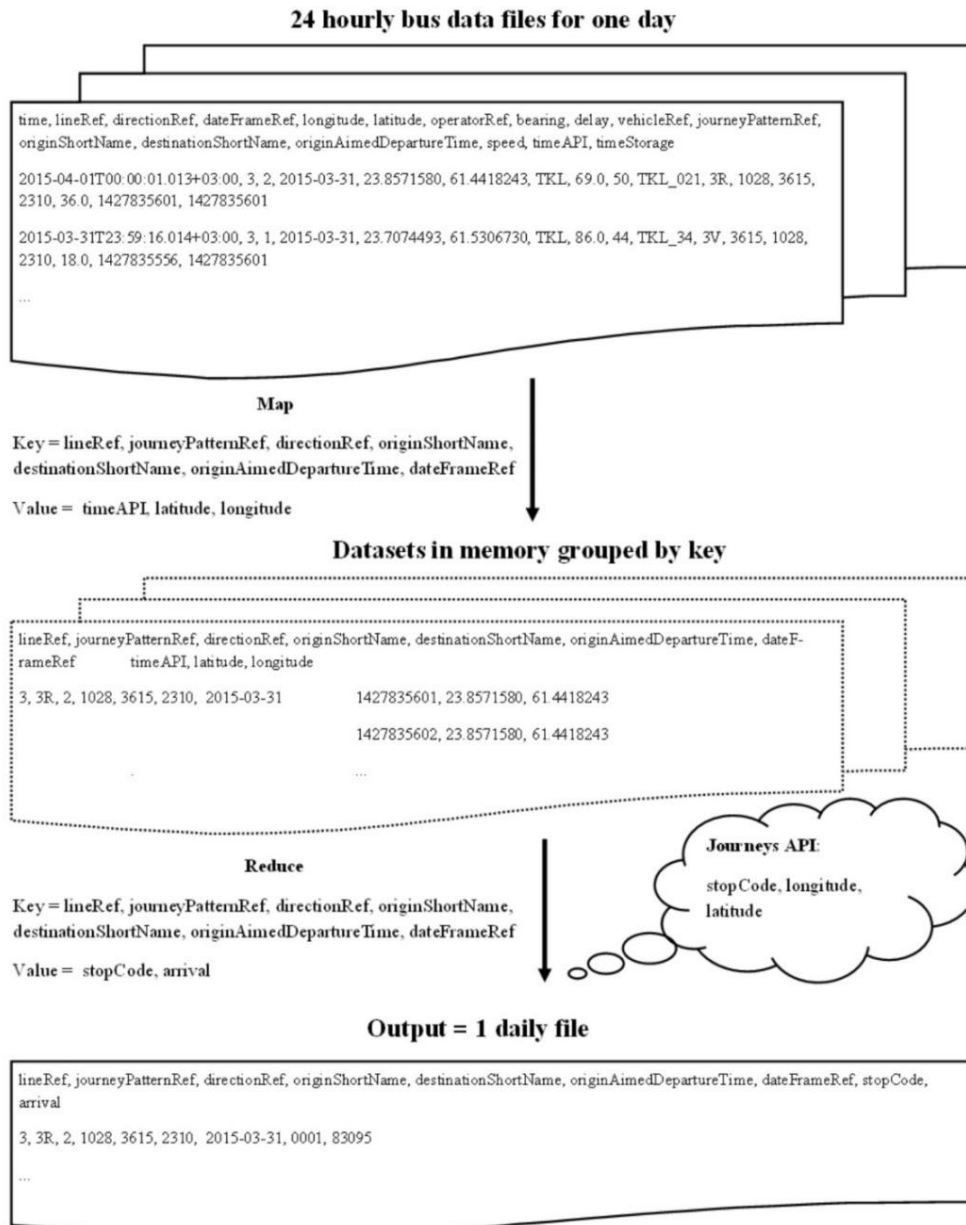 24 hourly bus data files for one day
time, lineRef, directionRef, dateFrameRef, longitude, latitude, operatorRef, bearing, delay, vehicleRef, journeyPatternRef,
originShortName, destinationShortName, originAimedDepartureTime, speed, timeAPI, timeStorage
2015-04-01T00:00:01.013+03:00, 3, 2, 2015-03-31, 23.8571580, 61.4418243, TKL, 69.0, 50, TKL_021, 3R, 1028, 3615,
2310, 36.0, 1427835601, 1427835601
2015-03-31T23:59:16.014+03:00, 3, 1, 2015-03-31, 23.7074493, 61.5306730, TKL, 86.0, 44, TKL_34, 3V, 3615, 1028,
2310, 18.0, 1427835556, 1427835601
...
Map
Key = lineRef, journeyPatternRef, directionRef, originShortName,
destinationShortName, originAimedDepartureTime, dateFrameRef
Value = timeAPI, latitude, longitude
Datasets in memory grouped by key
lineRef, journeyPatternRef, directionRef, originShortName, destinationShortName, originAimedDepartureTime, dateF-
rameRef timeAPI, latitude, longitude
3, 3R, 2, 1028, 3615, 2310, 2015-03-31 1427835601, 23.8571580, 61.4418243
1427835602, 23.8571580, 61.4418243
. ...
Journeys API:
stopCode, longitude,
latitude
Reduce
Key = lineRef, journeyPatternRef, directionRef, originShortName,
destinationShortName, originAimedDepartureTime, dateFrameRef
Value = stopCode, arrival
Output = 1 daily file
lineRef, journeyPatternRef, directionRef, originShortName, destinationShortName, originAimedDepartureTime, dateFrameRef, stopCode,
arrival
3, 3R, 2, 1028, 3615, 2310, 2015-03-31, 0001, 83095
...